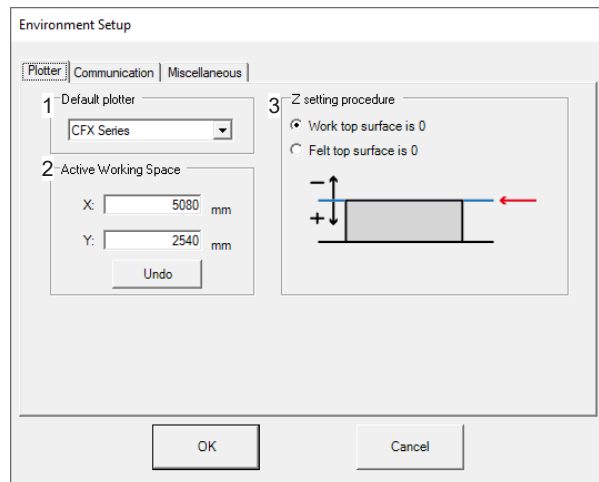 Environment Setup
Plotter Communication Miscellaneous
1 Default plotter
CFX Series
2 Active Working Space
X: 5080 mm
Y: 2540 mm
Undo
3 Z setting procedure
Work top surface is 0
Felt top surface is 0
−
+
OK
Cancel